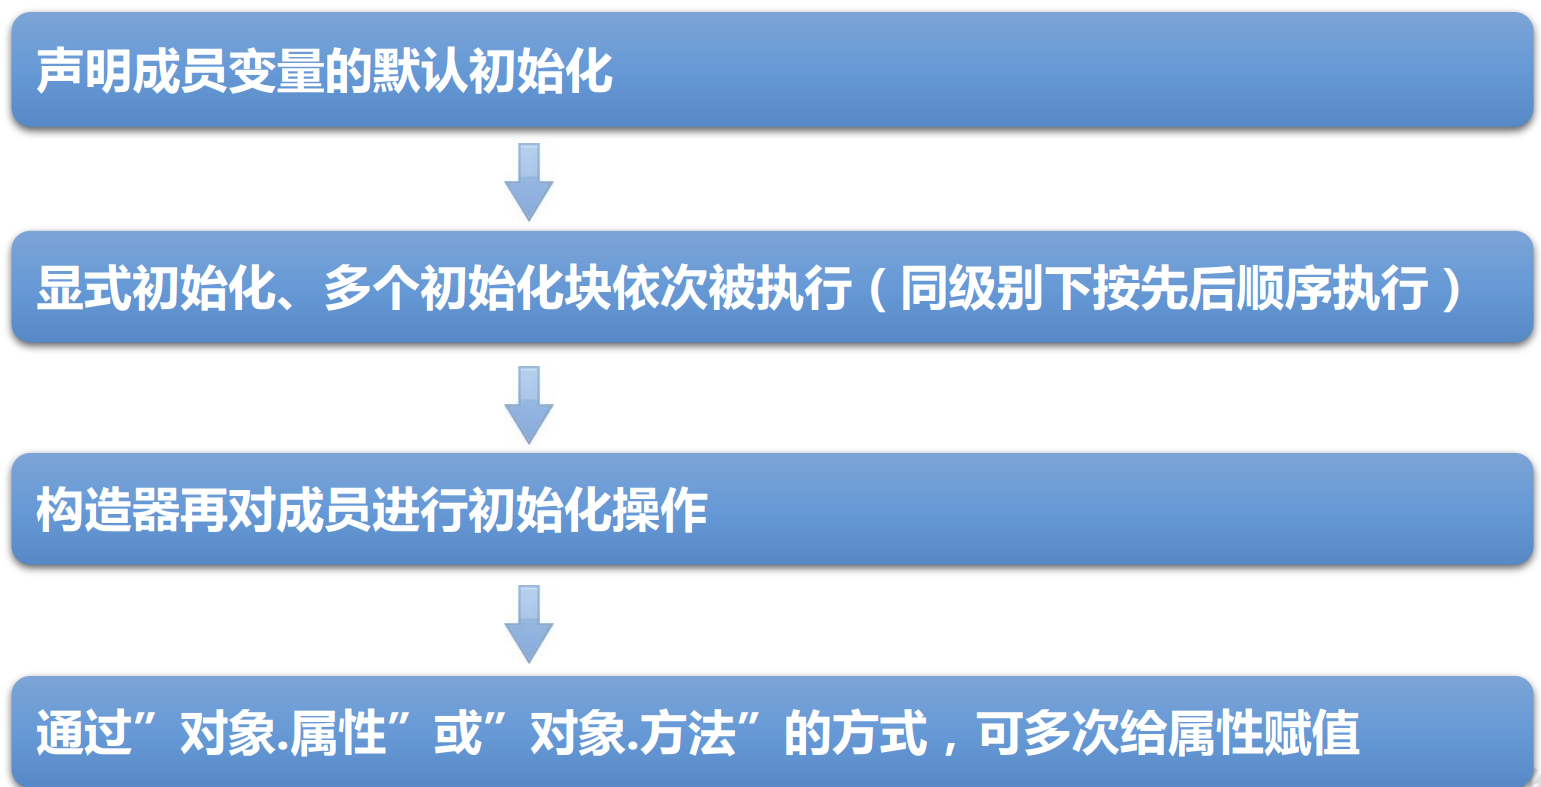 声明成员变量的默认初始化
显式初始化、多个初始化块依次被执行（同级别下按先后顺序执行）
构造器再对成员进行初始化操作
通过”对象.属性”或”对象.方法”的方式，可多次给属性赋值